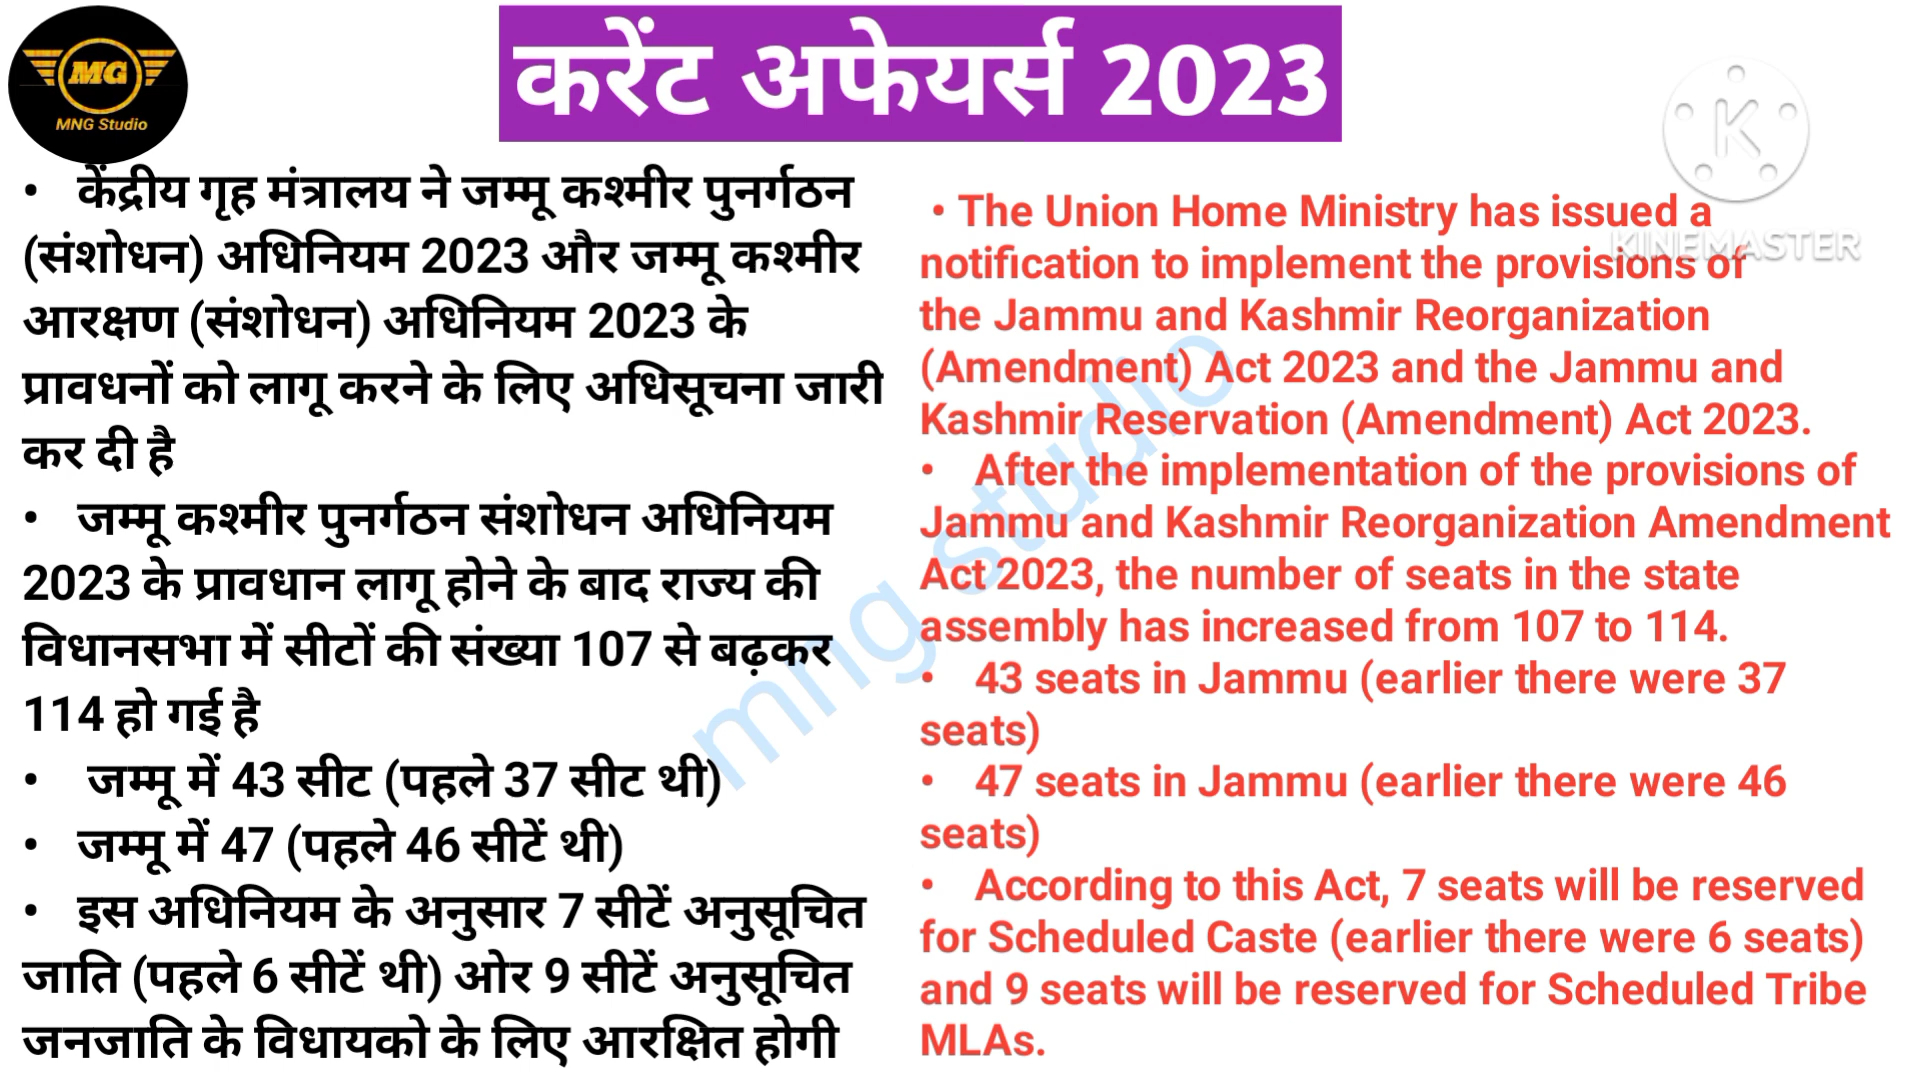 MG
MNG Studio
करेंट अफेयर्स 2023
K
KINEMASTER
• केंद्रीय गृह मंत्रालय ने जम्मू कश्मीर पुनर्गठन
(संशोधन) अधिनियम 2023 और जम्मू कश्मीर
आरक्षण (संशोधन) अधिनियम 2023 के
प्रावधनों को लागू करने के लिए अधिसूचना जारी
कर दी है
• जम्मू कश्मीर पुनर्गठन संशोधन अधिनियम
2023 के प्रावधान लागू होने के बाद राज्य की
विधानसभा में सीटों की संख्या 107 से बढ़कर
114 हो गई है
• जम्मू में 43 सीट (पहले 37 सीट थी)
• जम्मू में 47 (पहले 46 सीटें थी)
• इस अधिनियम के अनुसार 7 सीटें अनुसूचित
जाति (पहले 6 सीटें थी) ओर 9 सीटें अनुसूचित
जनजाति के विधायको के लिए आरक्षित होगी
• The Union Home Ministry has issued a
notification to implement the provisions of
the Jammu and Kashmir Reorganization
(Amendment) Act 2023 and the Jammu and
Kashmir Reservation (Amendment) Act 2023.
• After the implementation of the provisions of
Jammu and Kashmir Reorganization Amendment
Act 2023, the number of seats in the state
assembly has increased from 107 to 114.
• 43 seats in Jammu (earlier there were 37
seats)
• 47 seats in Jammu (earlier there were 46
seats)
• According to this Act, 7 seats will be reserved
for Scheduled Caste (earlier there were 6 seats)
and 9 seats will be reserved for Scheduled Tribe
MLAs.
mng studio